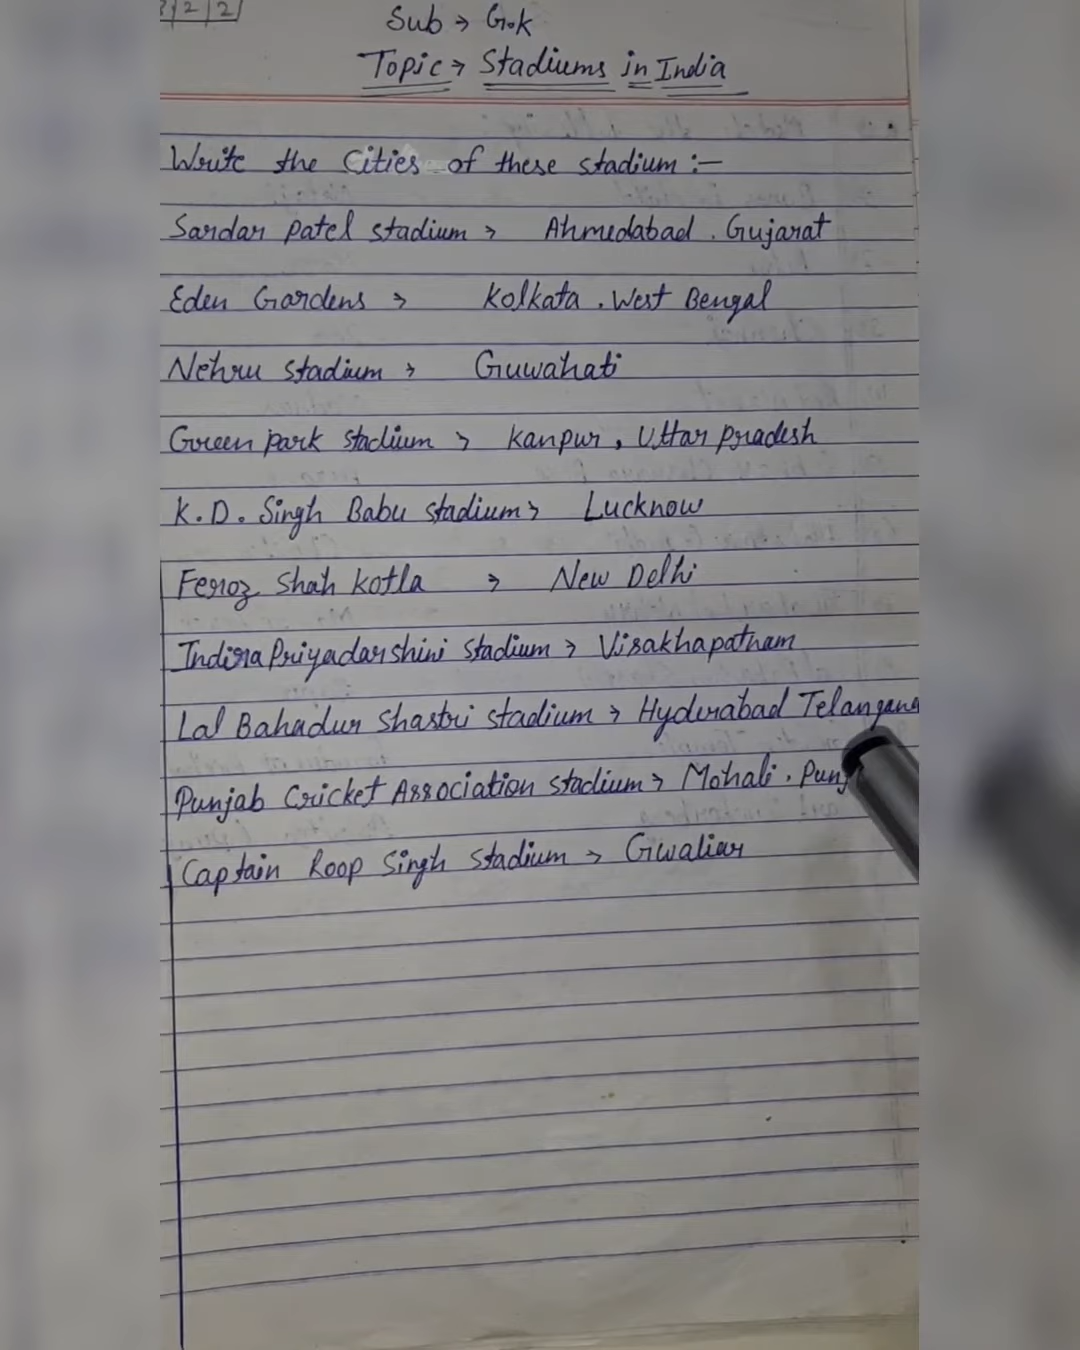 Sub → G.K
Topic → Stadiums in India
Write the Cities of these stadium :-
Sardar Patel stadium → Ahmedabad . Gujarat
Eden Gardens → Kolkata . West Bengal
Nehru stadium → Guwahati
Green park stadium → Kanpur, Uttar pradesh
K.D. Singh Babu stadium → Lucknow
Feroz Shah Kotla → New Delhi
Indira Priyadarshini stadium → Visakhapatnam
Lal Bahadur Shastri stadium → Hyderabad Telangana
Punjab Cricket Association stadium → Mohali .
Captain Roop Singh stadium → Gwalior